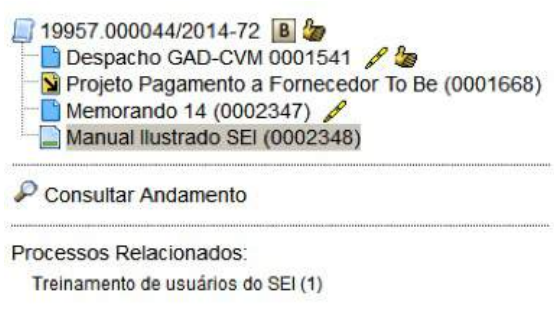 19957.000044/2014-72 B
Despacho GAD-CVM 0001541
Projeto Pagamento a Fornecedor To Be (0001668)
Memorando 14 (0002347)
Manual Ilustrado SEI (0002348)
Consultar Andamento
Processos Relacionados:
Treinamento de usuários do SEI (1)